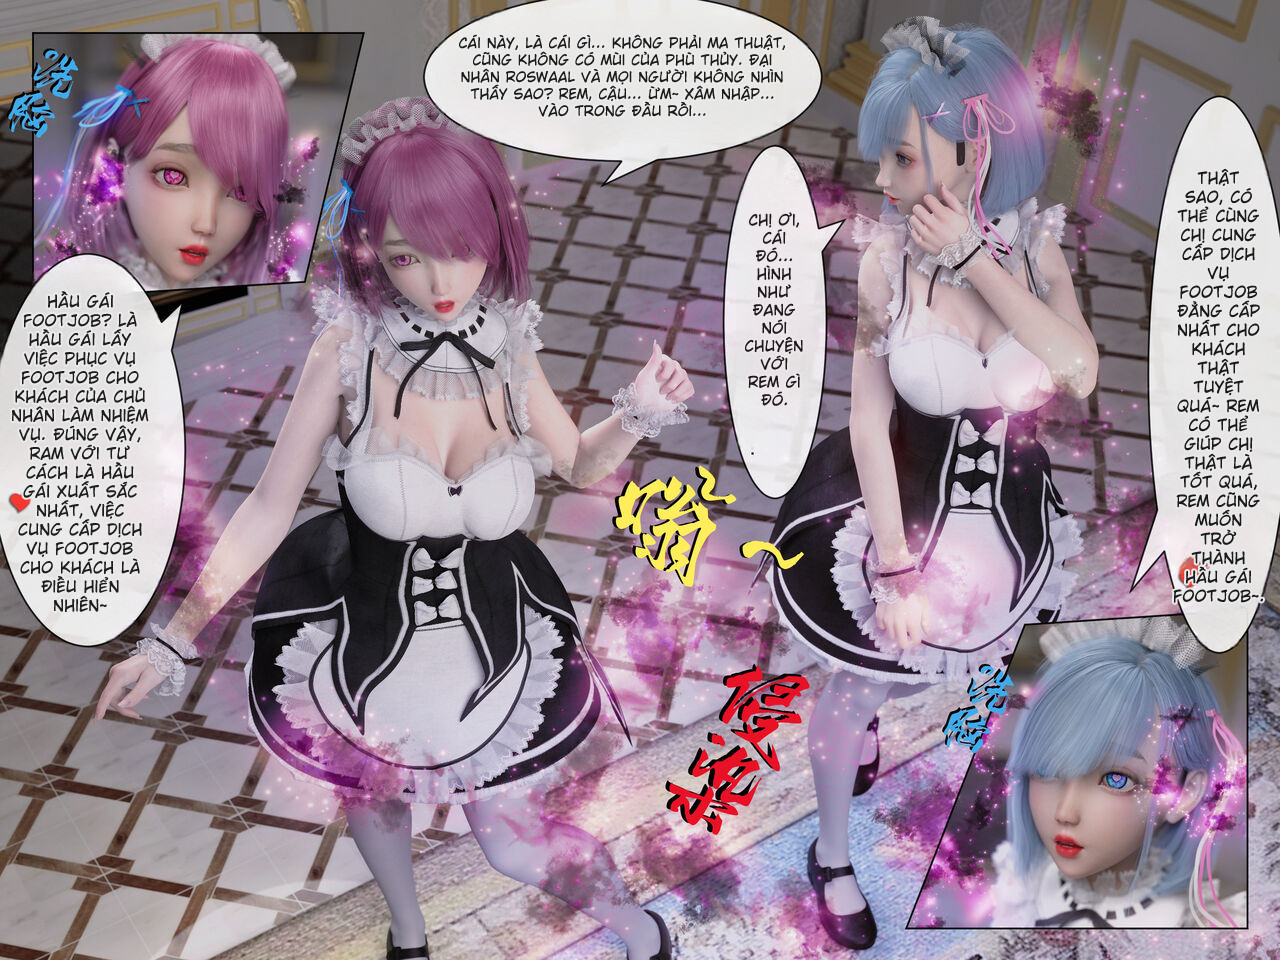 洗
脑
CÁI NÀY, LÀ CÁI GÌ... KHÔNG PHẢI MA THUẬT,
CŨNG KHÔNG CÓ MÙI CỦA PHÙ THỦY. ĐẠI
NHÂN ROSWAAL VÀ MỌI NGƯỜI KHÔNG NHÌN
THẤY SAO? REM, CẬU... ỪM~ XÂM NHẬP...
VÀO TRONG ĐẦU RỒI...
HẦU GÁI
FOOTJOB? LÀ
HẦU GÁI LẤY
VIỆC PHỤC VỤ
FOOTJOB CHO
KHÁCH CỦA CHỦ
NHÂN LÀM NHIỆM
VỤ. ĐÚNG VẬY,
RAM VỚI TƯ
CÁCH LÀ HẦU
GÁI XUẤT SẮC
NHẤT, VIỆC
CUNG CẤP DỊCH
VỤ FOOTJOB
CHO KHÁCH LÀ
ĐIỀU HIỂN
NHIÊN~
CHỊ ƠI,
CÁI
ĐÓ...
HÌNH
NHƯ
ĐANG
NÓI
CHUYỆN
VỚI
REM GÌ
ĐÓ.
.
THẬT
SAO, CÓ
THỂ CÙNG
CHỊ CUNG
CẤP DỊCH
VỤ
FOOTJOB
ĐẲNG CẤP
NHẤT CHO
KHÁCH
THẬT
TUYỆT
QUÁ~ REM
CÓ THỂ
GIÚP CHỊ
THẬT LÀ
TỐT QUÁ,
REM CŨNG
MUỐN
TRỞ
THÀNH
HẦU GÁI
FOOTJOB~.
嗡~
~
侵
染
洗
脑